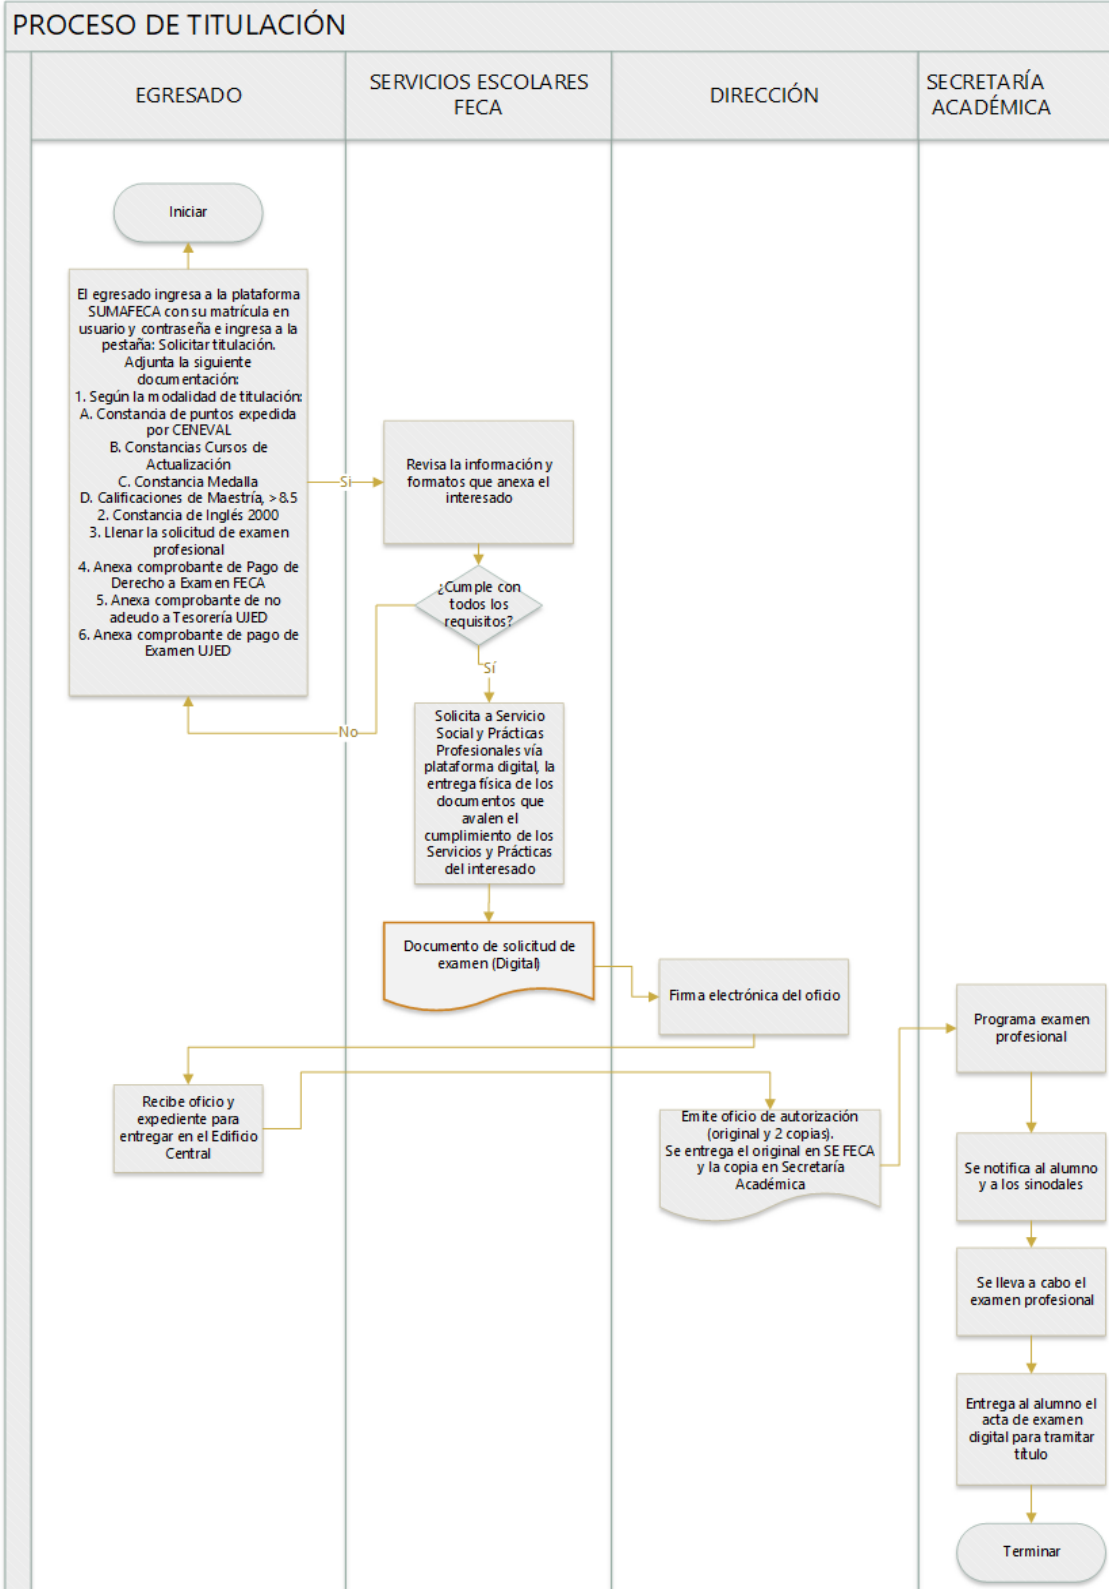 PROCESO DE TITULACIÓN
EGRESADO
SERVICIOS ESCOLARES
FECA
DIRECCIÓN
SECRETARÍA
ACADÉMICA
Iniciar
El egresado ingresa a la plataforma
SUMAFECA con su matrícula en
usuario y contraseña e ingresa a la
pestaña: Solicitar titulación.
Adjunta la siguiente
documentación:
1. Según la modalidad de titulación:
A. Constancia de puntos expedida
por CENEVAL
B. Constancias Cursos de
Actualización
C. Constancia Medalla
D. Calificaciones de Maestría, >8.5
2. Constancia de Inglés 2000
3. Llenar la solicitud de examen
profesional
4. Anexa comprobante de Pago de
Derecho a Examen FECA
5. Anexa comprobante de no
adeudo a Tesorería UJED
6. Anexa comprobante de pago de
Examen UJED
Si
Revisa la información y
formatos que anexa el
interesado
¿Cumple con
todos los
requisitos?
Sí
No
Solicita a Servicio
Social y Prácticas
Profesionales vía
plataforma digital, la
entrega física de los
documentos que
avalen el
cumplimiento de los
Servicios y Prácticas
del interesado
Documento de solicitud de
examen (Digital)
Firma electrónica del oficio
Recibe oficio y
expediente para
entregar en el Edificio
Central
Emite oficio de autorización
(original y 2 copias).
Se entrega el original en SE FECA
y la copia en Secretaría
Académica
Programa examen
profesional
Se notifica al alumno
y a los sinodales
Se lleva a cabo el
examen profesional
Entrega al alumno el
acta de examen
digital para tramitar
título
Terminar